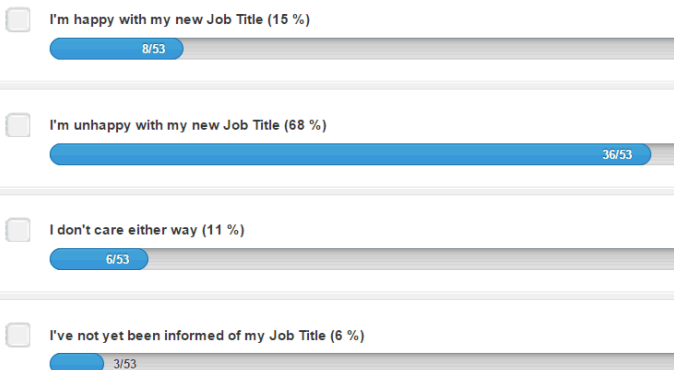 I'm happy with my new Job Title (15 %)
8/53
I'm unhappy with my new Job Title (68 %)
36/53
I don't care either way (11 %)
6/53
I've not yet been informed of my Job Title (6 %)
3/53